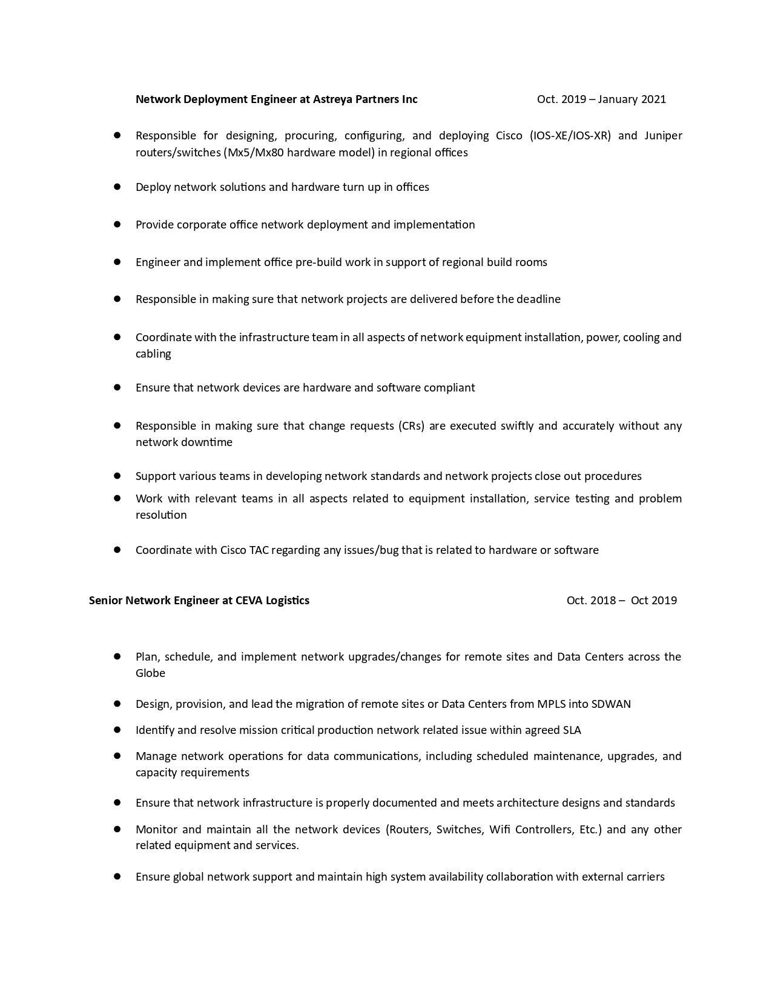 Network Deployment Engineer at Astreya Partners Inc Oct. 2019 – January 2021
● Responsible for designing, procuring, configuring, and deploying Cisco (IOS-XE/IOS-XR) and Juniper
routers/switches (Mx5/Mx80 hardware model) in regional offices
● Deploy network solutions and hardware turn up in offices
● Provide corporate office network deployment and implementation
● Engineer and implement office pre-build work in support of regional build rooms
● Responsible in making sure that network projects are delivered before the deadline
● Coordinate with the infrastructure team in all aspects of network equipment installation, power, cooling and
cabling
● Ensure that network devices are hardware and software compliant
● Responsible in making sure that change requests (CRs) are executed swiftly and accurately without any
network downtime
● Support various teams in developing network standards and network projects close out procedures
● Work with relevant teams in all aspects related to equipment installation, service testing and problem
resolution
● Coordinate with Cisco TAC regarding any issues/bug that is related to hardware or software
Senior Network Engineer at CEVA Logistics Oct. 2018 – Oct 2019
● Plan, schedule, and implement network upgrades/changes for remote sites and Data Centers across the
Globe
● Design, provision, and lead the migration of remote sites or Data Centers from MPLS into SDWAN
● Identify and resolve mission critical production network related issue within agreed SLA
● Manage network operations for data communications, including scheduled maintenance, upgrades, and
capacity requirements
● Ensure that network infrastructure is properly documented and meets architecture designs and standards
● Monitor and maintain all the network devices (Routers, Switches, Wifi Controllers, Etc.) and any other
related equipment and services.
● Ensure global network support and maintain high system availability collaboration with external carriers